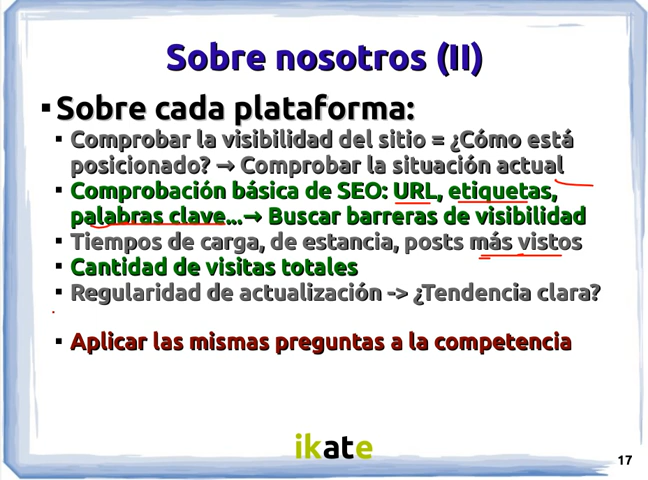 Sobre nosotros (II)
▪ Sobre cada plataforma:
▪ Comprobar la visibilidad del sitio = ¿Cómo está
posicionado? → Comprobar la situación actual
▪ Comprobación básica de SEO: URL, etiquetas,
palabras clave...→ Buscar barreras de visibilidad
▪ Tiempos de carga, de estancia, posts más vistos
▪ Cantidad de visitas totales
▪ Regularidad de actualización -> ¿Tendencia clara?
▪ Aplicar las mismas preguntas a la competencia
ikate
17